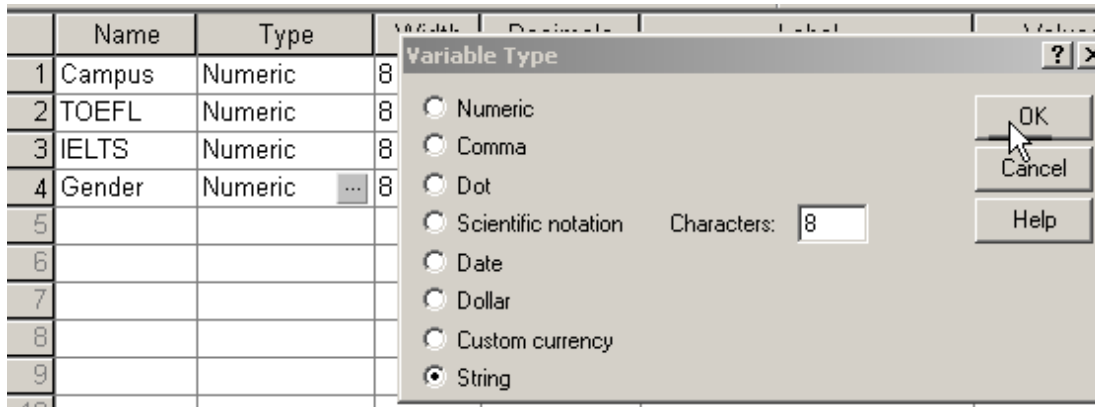 Name Type
1 Campus Numeric 8
2 TOEFL Numeric 8
3 IELTS Numeric 8
4 Gender Numeric ... 8
5
6
7
8
9
Variable Type ?
Numeric
Comma
Dot
Scientific notation
Date
Dollar
Custom currency
String
Characters: 8
OK
Cancel
Help